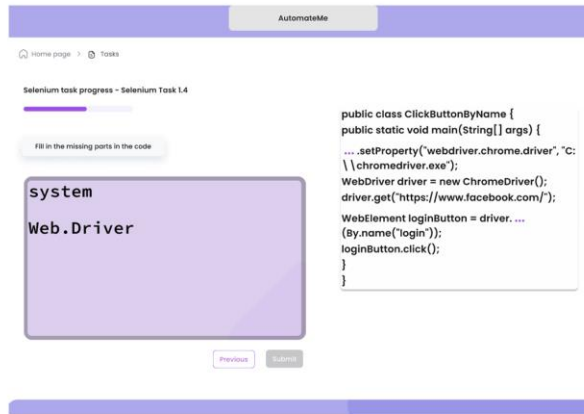 AutomateMe
Home page > Tasks
Selenium task progress - Selenium Task 1.4
Fill in the missing parts in the code
system
Web.Driver
Previous
Submit
public class ClickButtonByName {
public static void main(String[] args) {
... .setProperty("webdriver.chrome.driver", "C:
\\chromedriver.exe");
WebDriver driver = new ChromeDriver();
driver.get("https://www.facebook.com/");
WebElement loginButton = driver. ...
(By.name("login"));
loginButton.click();
}
}